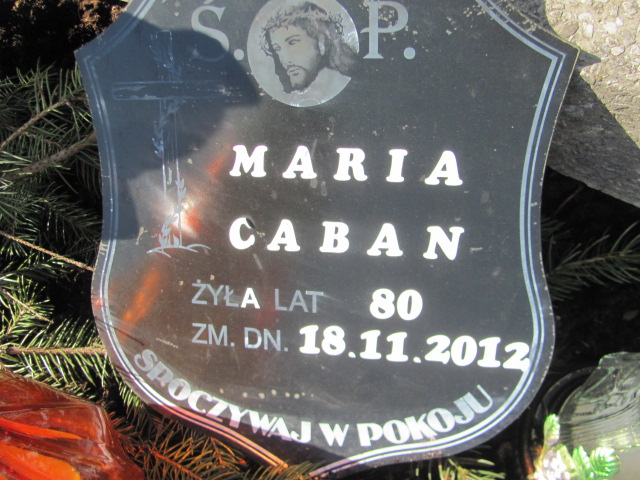 Ś. P.
MARIA
CABAN
ŻYŁA LAT 80
ZM. DN. 18.11.2012
SPOCZYWAJ W POKOJU